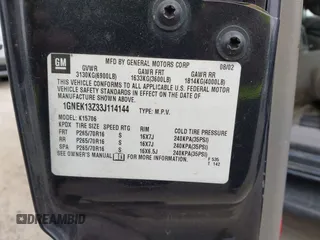 GM
MFD BY GENERAL MOTORS CORP 08/02
GVWR GAWR FRT GAWR RR
3130KG(6900LB) 1633KG(3600LB) 1814KG(4000LB)
THIS VEHICLE CONFORMS TO ALL APPLICABLE U.S. FEDERAL MOTOR
VEHICLE SAFETY STANDARDS IN EFFECT ON THE DATE OF
MANUFACTURE SHOWN ABOVE.
1GNEK13Z33J114144 TYPE: M.P.V.
MODEL: K15706
KPDX TIRE SIZE SPEED RTG RIM COLD TIRE PRESSURE
FRT P265/70R16 S 16X7J 240KPA(35PSI)
RR P265/70R16 S 16X7J 240KPA(35PSI)
SPA P265/70R16 S 16X6.5J 240KPA(35PSI)
SEE OWNER'S MANUAL FOR ADDITIONAL INFORMATION